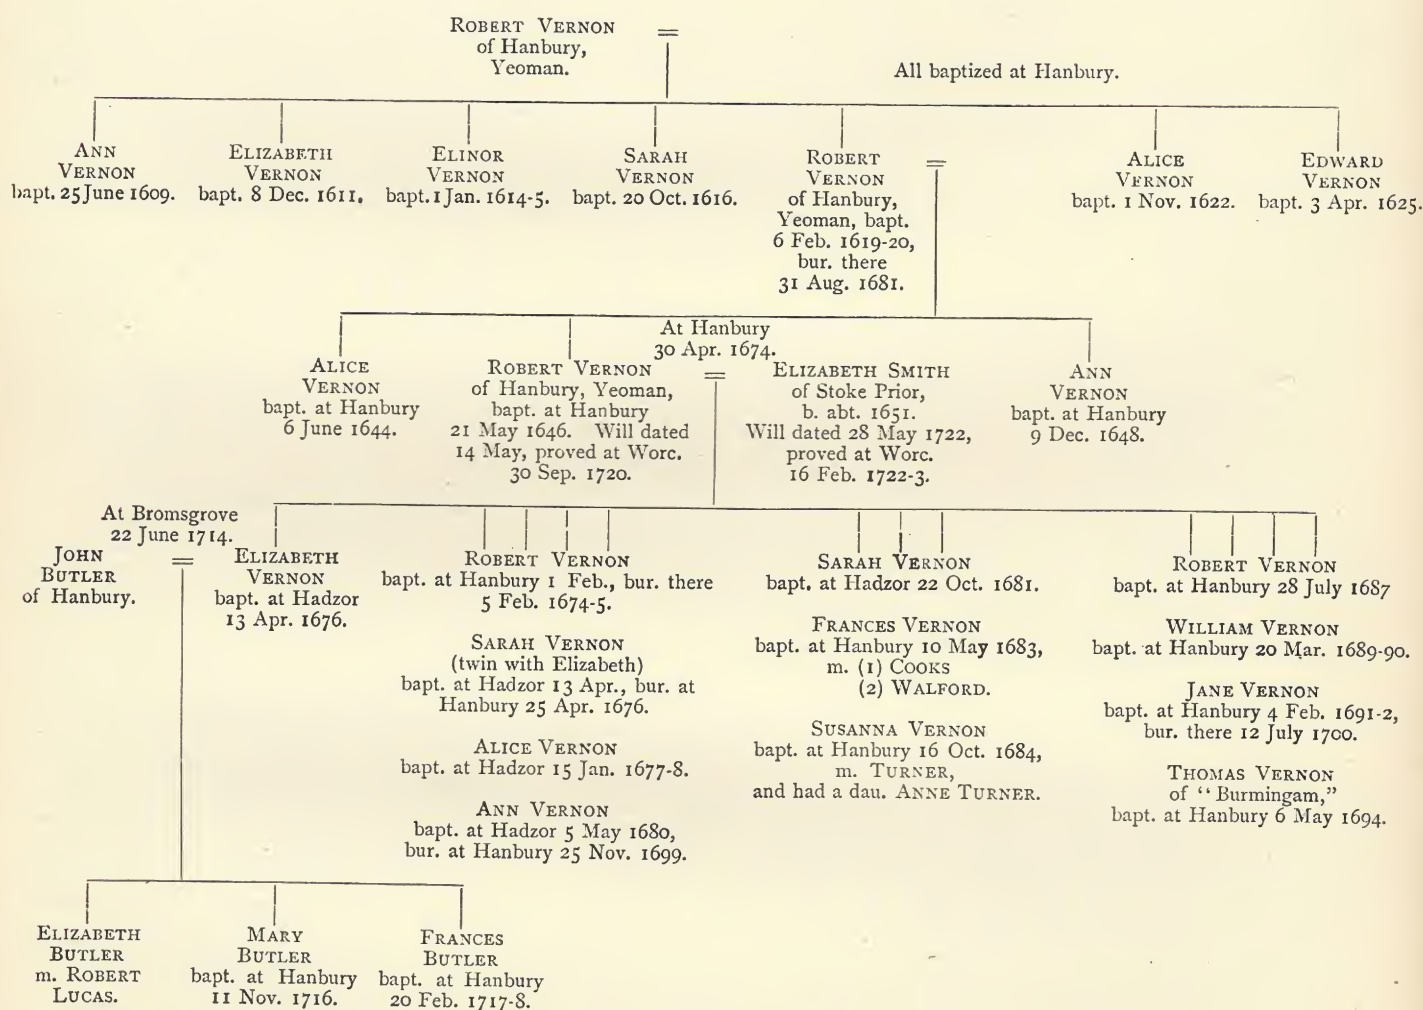 ROBERT VERNON =
of Hanbury,
Yeoman.
All baptized at Hanbury.
ANN
VERNON
bapt. 25 June 1609.
ELIZABETH
VERNON
bapt. 8 Dec. 1611.
ELINOR
VERNON
bapt. 1 Jan. 1614-5.
SARAH
VERNON
bapt. 20 Oct. 1616.
ROBERT =
VERNON
of Hanbury,
Yeoman, bapt.
6 Feb. 1619-20,
bur. there
31 Aug. 1681.
ALICE
VERNON
bapt. 1 Nov. 1622.
EDWARD
VERNON
bapt. 3 Apr. 1625.
ALICE
VERNON
bapt. at Hanbury
6 June 1644.
At Hanbury
30 Apr. 1674.
ROBERT VERNON =
of Hanbury, Yeoman,
bapt. at Hanbury
21 May 1646. Will dated
14 May, proved at Worc.
30 Sep. 1720.
ELIZABETH SMITH
of Stoke Prior,
b. abt. 1651.
Will dated 28 May 1722,
proved at Worc.
16 Feb. 1722-3.
ANN
VERNON
bapt. at Hanbury
9 Dec. 1648.
At Bromsgrove
22 June 1714.
JOHN =
BUTLER
of Hanbury.
ELIZABETH
VERNON
bapt. at Hadzor
13 Apr. 1676.
ROBERT VERNON
bapt. at Hanbury 1 Feb., bur. there
5 Feb. 1674-5.
SARAH VERNON
(twin with Elizabeth)
bapt. at Hadzor 13 Apr., bur. at
Hanbury 25 Apr. 1676.
ALICE VERNON
bapt. at Hadzor 15 Jan. 1677-8.
ANN VERNON
bapt. at Hadzor 5 May 1680,
bur. at Hanbury 25 Nov. 1699.
SARAH VERNON
bapt. at Hadzor 22 Oct. 1681.
FRANCES VERNON
bapt. at Hanbury 10 May 1683,
m. (1) COOKS
(2) WALFORD.
SUSANNA VERNON
bapt. at Hanbury 16 Oct. 1684,
m. TURNER,
and had a dau. ANNE TURNER.
ROBERT VERNON
bapt. at Hanbury 28 July 1687
WILLIAM VERNON
bapt. at Hanbury 20 Mar. 1689-90.
JANE VERNON
bapt. at Hanbury 4 Feb. 1691-2,
bur. there 12 July 1700.
THOMAS VERNON
of "Burmingam,"
bapt. at Hanbury 6 May 1694.
ELIZABETH
BUTLER
m. ROBERT
LUCAS.
MARY
BUTLER
bapt. at Hanbury
11 Nov. 1716.
FRANCES
BUTLER
bapt. at Hanbury
20 Feb. 1717-8.